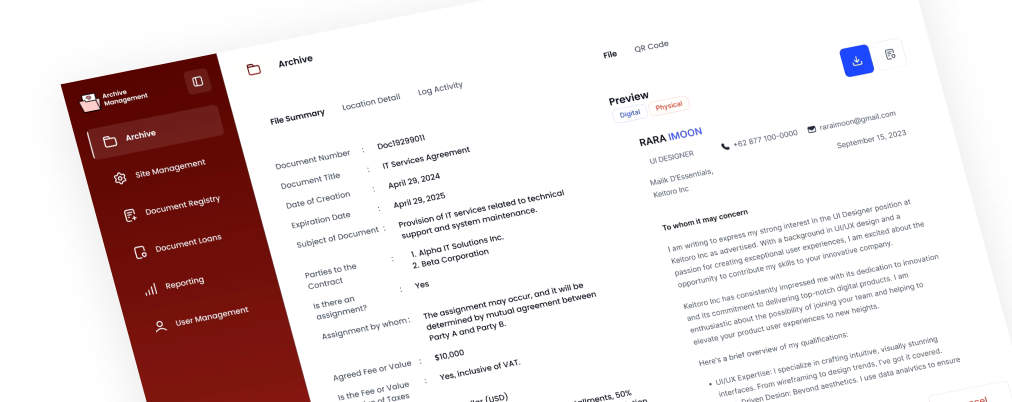 Archive
Management
Archive
Site Management
Document Registry
Document Loans
Reporting
User Management
Archive
File Summary
Location Detail
Log Activity
Document Number : Doc19299011
Document Title : IT Services Agreement
Date of Creation : April 29, 2024
Expiration Date : April 29, 2025
Subject of Document : Provision of IT services related to technical
support and system maintenance.
Parties to the
Contract
: 1. Alpha IT Solutions Inc.
2. Beta Corporation
Is there an
assignment?
: Yes
Assignment by whom : The assignment may occur, and it will be
determined by mutual agreement between
Party A and Party B.
Agreed Fee or Value : $10,000
Is the Fee or Value
of Taxes
: Yes, inclusive of VAT.
(USD)
50%
File
QR Code
Preview
Digital
Physical
RARA IMOON
UI DESIGNER
+62 877 100-0000
raraimoon@gmail.com
Malik D'Essentials,
Keitoro Inc
September 15, 2023
To whom it may concern
I am writing to express my strong interest in the UI Designer position at
Keitoro Inc as advertised. With a background in UI/UX design and a
passion for creating exceptional user experiences, I am excited about the
opportunity to contribute my skills to your innovative company.
Keitoro Inc has consistently impressed me with its dedication to innovation
and its commitment to delivering top-notch digital products. I am
enthusiastic about the possibility of joining your team and helping to
elevate your product user experiences to new heights.
Here's a brief overview of my qualifications:
• UI/UX Expertise: I specialize in crafting intuitive, visually stunning
interfaces. From wireframing to design trends, I've got it covered.
Driven Design: Beyond aesthetics. I use data analytics to ensure